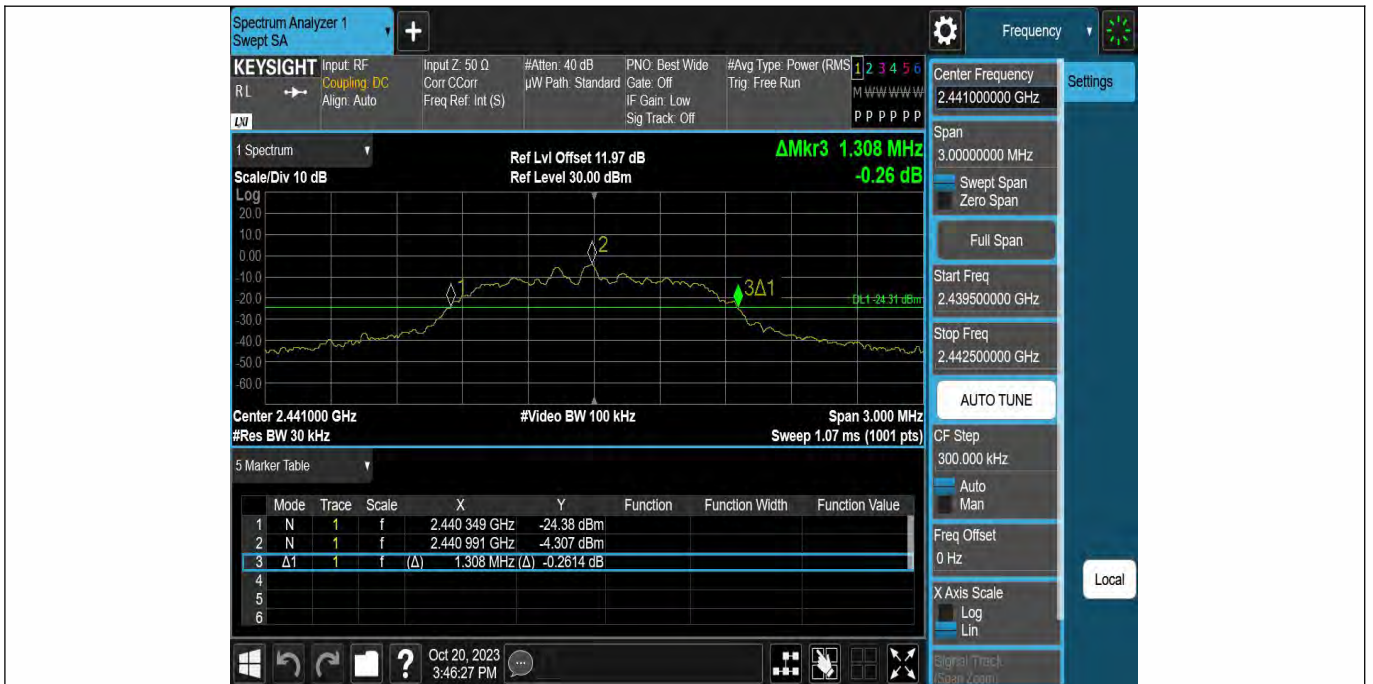 Spectrum Analyzer 1
Swept SA
+
Frequency
KEYSIGHT
RL
LXI
Input: RF
Coupling: DC
Align: Auto
Input Z: 50 Ω
Corr CCorr
Freq Ref: Int (S)
#Atten: 40 dB
µW Path: Standard
PNO: Best Wide
Gate: Off
IF Gain: Low
Sig Track: Off
#Avg Type: Power (RMS
Trig: Free Run
1 2 3 4 5 6
M W W W W W
P P P P P P
1 Spectrum
Scale/Div 10 dB
Ref Lvl Offset 11.97 dB
Ref Level 30.00 dBm
ΔMkr3 1.308 MHz
-0.26 dB
Log
20.0
10.0
0.00
-10.0
-20.0
-30.0
-40.0
-50.0
-60.0
1
2
3Δ1
DL1 -24.31 dBm
Center 2.441000 GHz
#Video BW 100 kHz
Span 3.000 MHz
#Res BW 30 kHz
Sweep 1.07 ms (1001 pts)
5 Marker Table
Mode Trace Scale X Y Function Function Width Function Value
1 N 1 f 2.440 349 GHz -24.38 dBm
2 N 1 f 2.440 991 GHz -4.307 dBm
3 Δ1 1 f (Δ) 1.308 MHz (Δ) -0.2614 dB
4
5
6
?
Oct 20, 2023
3:46:27 PM
Center Frequency
2.441000000 GHz
Settings
Span
3.00000000 MHz
Swept Span
Zero Span
Full Span
Start Freq
2.439500000 GHz
Stop Freq
2.442500000 GHz
AUTO TUNE
CF Step
300.000 kHz
Auto
Man
Freq Offset
0 Hz
Local
X Axis Scale
Log
Lin
Signal Track
(Span Zoom)